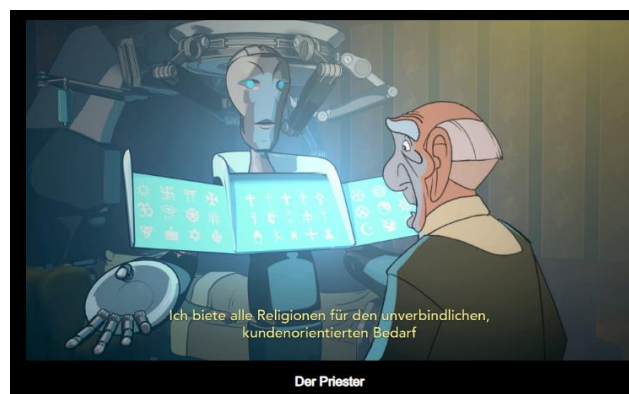 Ich biete alle Religionen für den unverbindlichen,
kundenorientierten Bedarf
Der Priester